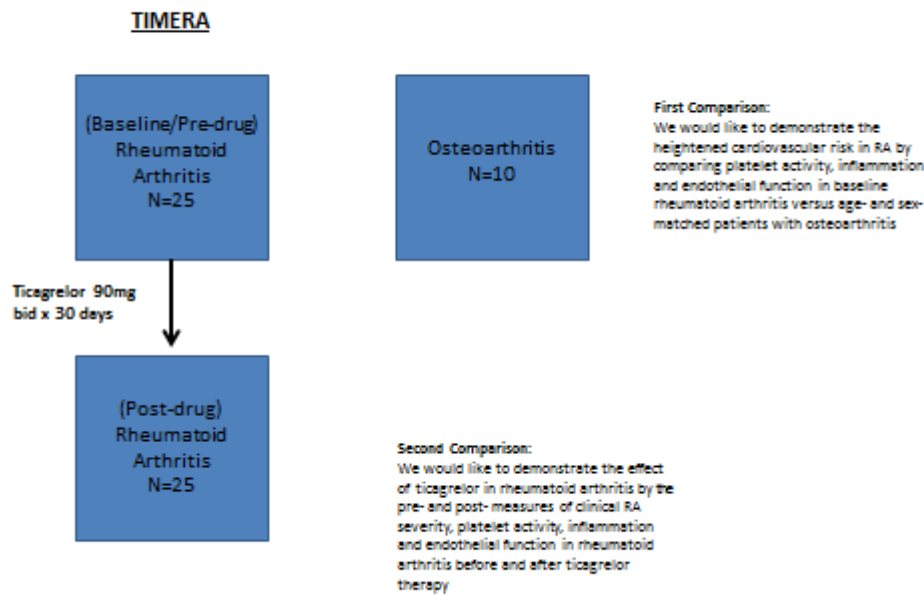 TIMERA
(Baseline/Pre-drug)
Rheumatoid
Arthritis
N=25
Osteoarthritis
N=10
First Comparison:
We would like to demonstrate the
heightened cardiovascular risk in RA by
comparing platelet activity, inflammation
and endothelial function in baseline
rheumatoid arthritis versus age- and sex-
matched patients with osteoarthritis
Ticagrelor 90mg
bid x 30 days
(Post-drug)
Rheumatoid
Arthritis
N=25
Second Comparison:
We would like to demonstrate the effect
of ticagrelor in rheumatoid arthritis by the
pre- and post- measures of clinical RA
severity, platelet activity, inflammation
and endothelial function in rheumatoid
arthritis before and after ticagrelor
therapy